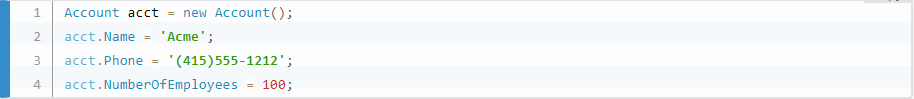 1 Account acct = new Account();
2 acct.Name = 'Acme';
3 acct.Phone = '(415)555-1212';
4 acct.NumberOfEmployees = 100;